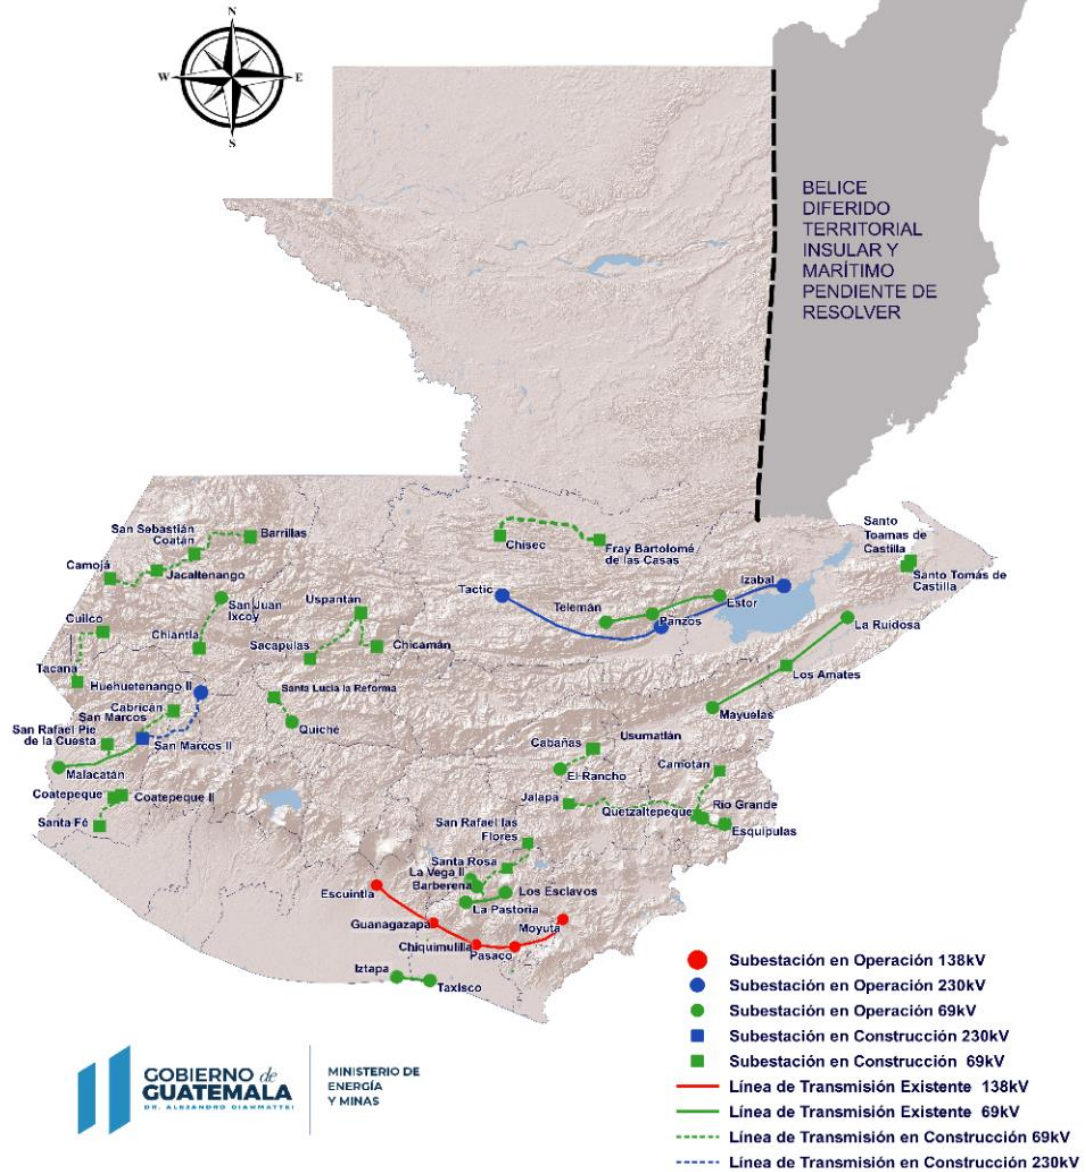 N
W
E
S
BELICE
DIFERIDO
TERRITORIAL
INSULAR Y
MARÍTIMO
PENDIENTE DE
RESOLVER
San Sebastián
Coatán
Barrillas
Camojá
Jacaltenango
Chisec
Fray Bartolomé
de las Casas
Santo
Toamas de
Castilla
Santo Tomás de
Castilla
Tactic
Izabal
Estor
Telemán
Panzos
La Ruidosa
San Juan
Ixcoy
Uspantán
Cuilco
Chiantla
Sacapulas
Chicamán
Los Amates
Tacana
Huehuetenango II
Santa Lucia la Reforma
Cabricán
San Marcos
Mayuelas
San Rafael Pie
de la Cuesta
San Marcos II
Quiché
Usumatlán
Cabañas
Malacatán
El Rancho
Camotán
Coatepeque
Coatepeque II
Jalapa
Quetzaltepeque
Rio Grande
Santa Fé
San Rafael las
Flores
Esquipulas
Santa Rosa
La Vega II
Barberena
Escuintla
Los Esclavos
La Pastoria
Guanagazapa
Moyuta
Chiquimulilla
Pasaco
Iztapa
Taxisco
Subestación en Operación 138kV
Subestación en Operación 230kV
Subestación en Operación 69kV
Subestación en Construcción 230kV
Subestación en Construcción 69kV
Línea de Transmisión Existente 138kV
Línea de Transmisión Existente 69kV
Línea de Transmisión en Construcción 69kV
Línea de Transmisión en Construcción 230kV
GOBIERNO de
GUATEMALA
DR. ALEJANDRO GIAMMATTEI
MINISTERIO DE
ENERGÍA
Y MINAS